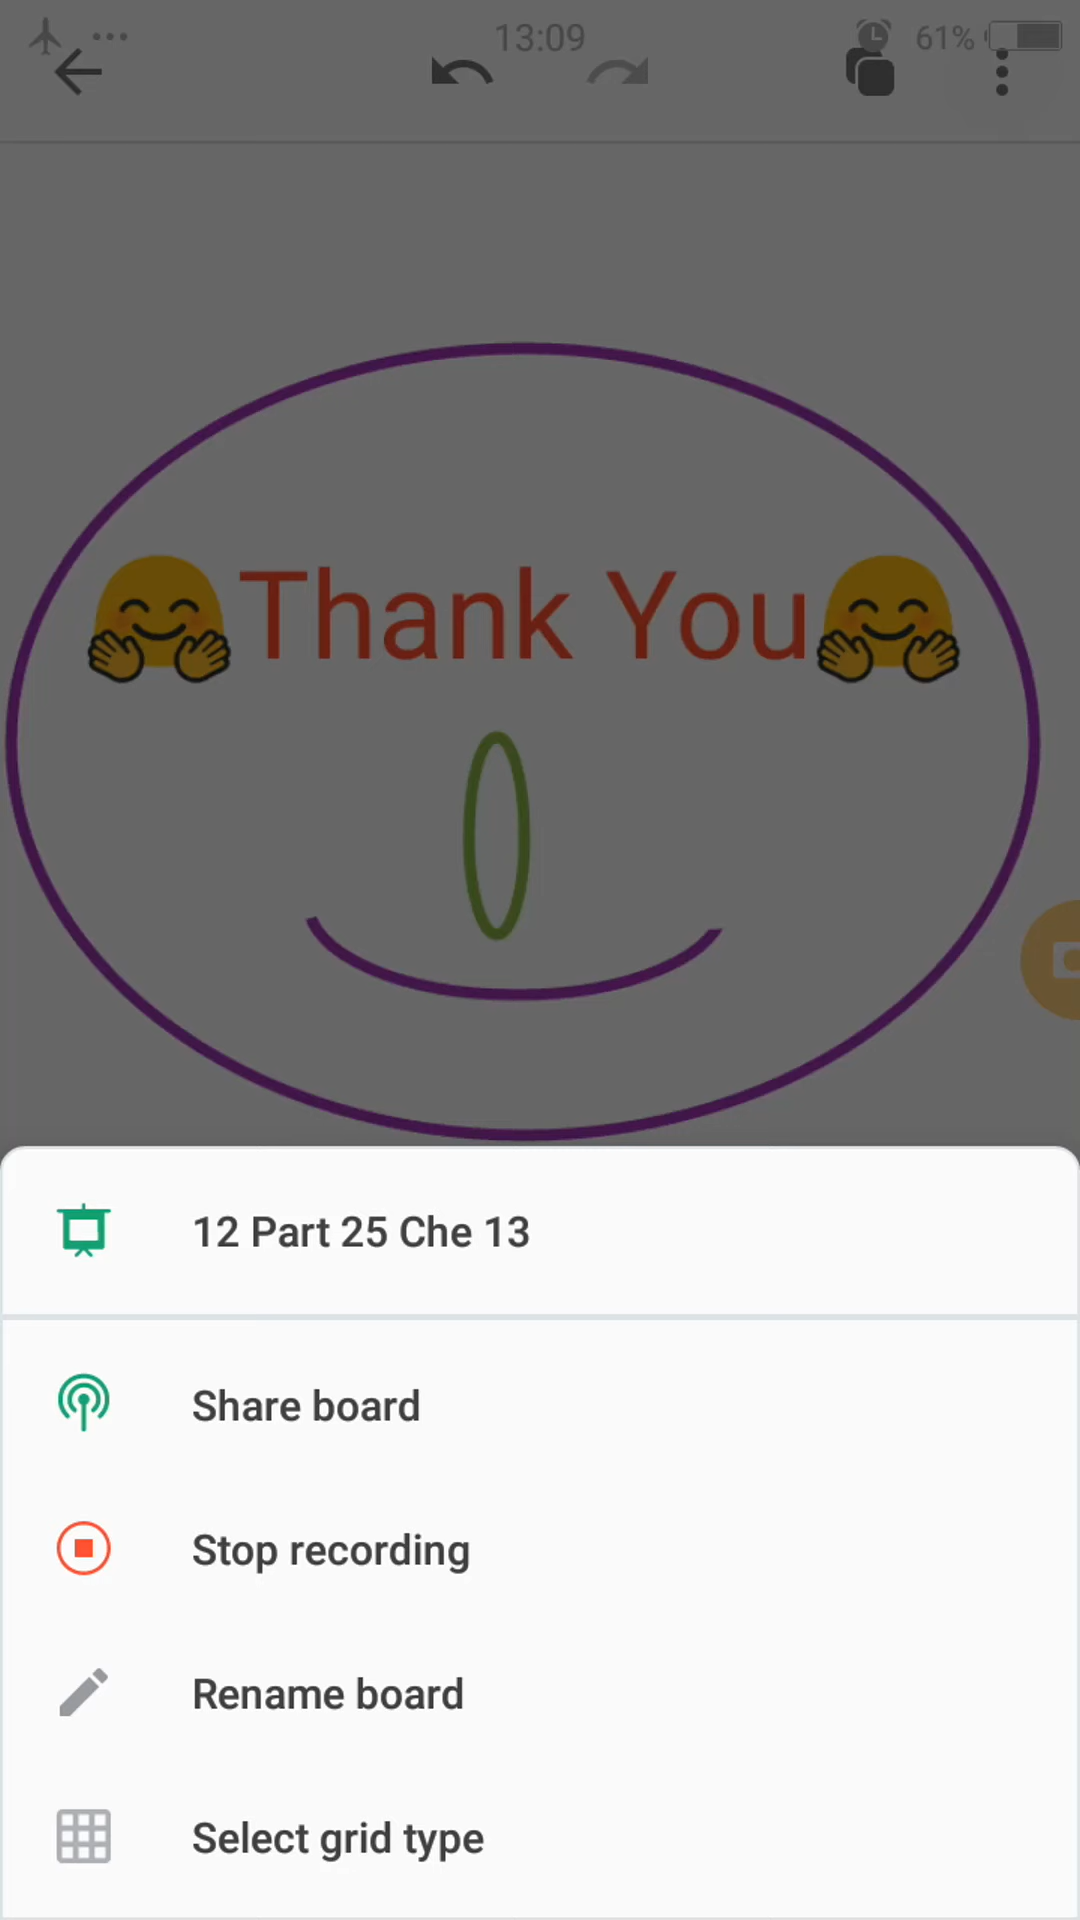 13:09
61%
🤗Thank You🤗
12 Part 25 Che 13
Share board
Stop recording
Rename board
Select grid type